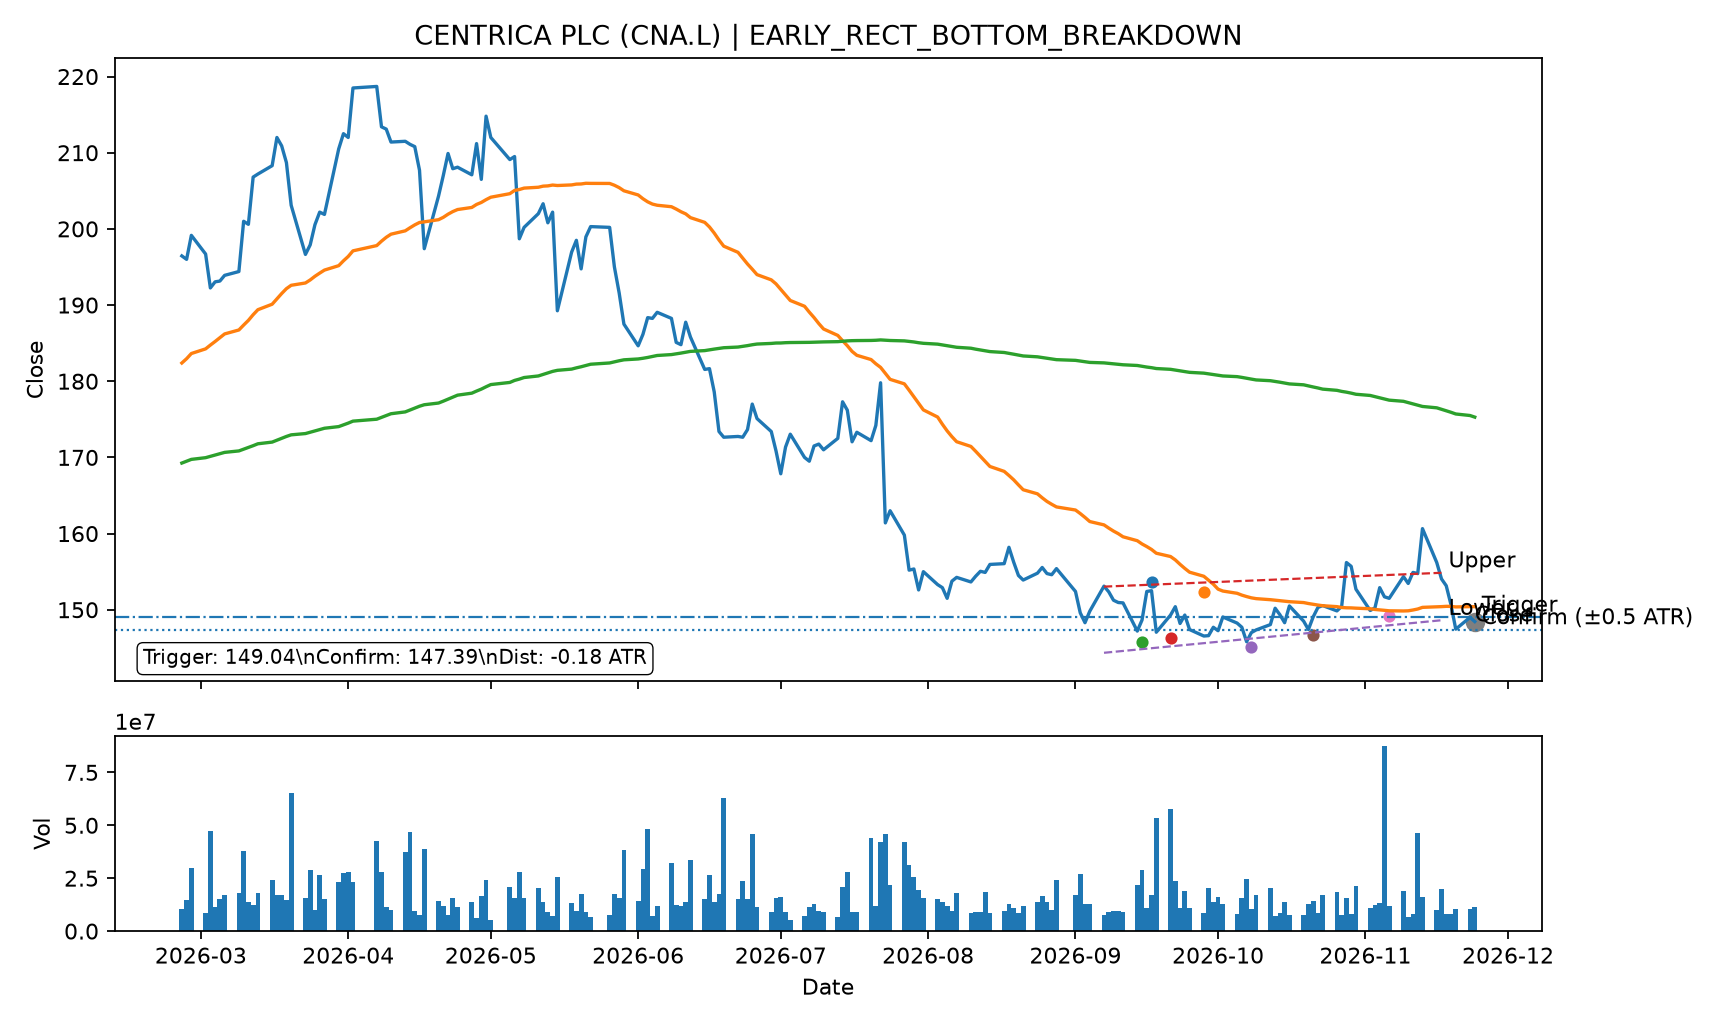 CENTRICA PLC (CNA.L) | EARLY_RECT_BOTTOM_BREAKDOWN
Close
220
210
200
190
180
170
160
150
Upper
Lower
Trigger
Confirm (±0.5 ATR)
Trigger: 149.04\nConfirm: 147.39\nDist: -0.18 ATR
1e7
Vol
7.5
5.0
2.5
0.0
2026-03
2026-04
2026-05
2026-06
2026-07
2026-08
2026-09
2026-10
2026-11
2026-12
Date